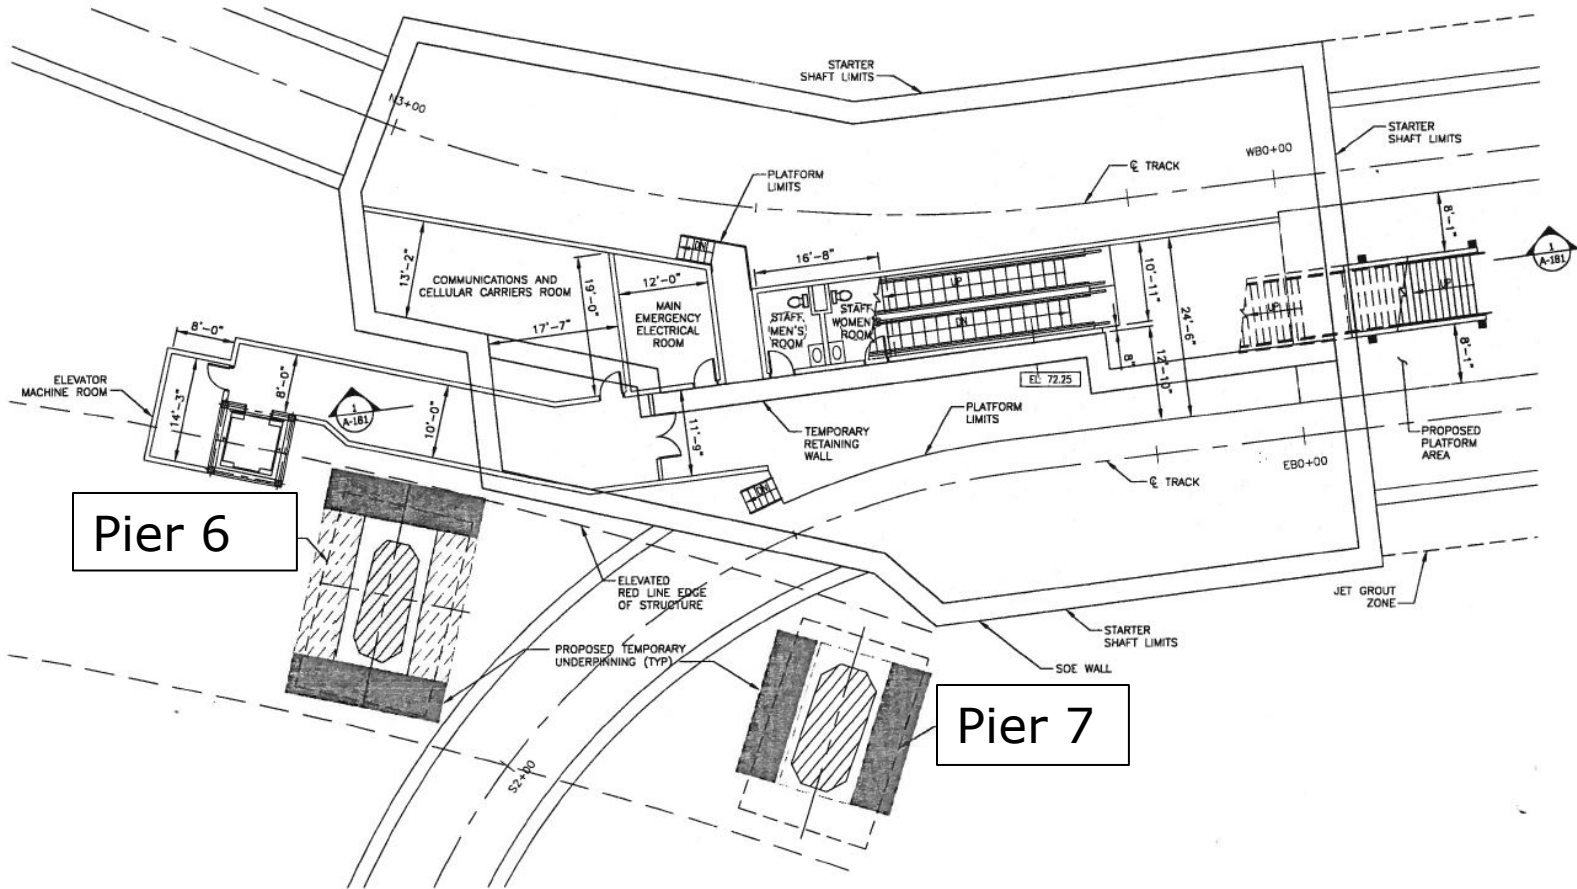 STARTER
SHAFT LIMITS
N3+00
STARTER
SHAFT LIMITS
WB0+00
℄ TRACK
PLATFORM
LIMITS
8'-1"
DN
13'-2"
COMMUNICATIONS AND
CELLULAR CARRIERS ROOM
19'-0"
12'-0"
MAIN
EMERGENCY
ELECTRICAL
ROOM
17'-7"
16'-8"
STAFF
MEN'S
ROOM
STAFF
WOMEN'S
ROOM
UP
DN
10'-11"
24'-6"
8"
12'-10"
UP
UP
1
A-181
8'-1"
8'-0"
8'-0"
ELEVATOR
MACHINE ROOM
14'-3"
1
A-181
10'-0"
11'-9"
EL: 72.25
TEMPORARY
RETAINING
WALL
PLATFORM
LIMITS
PROPOSED
PLATFORM
AREA
EB0+00
℄ TRACK
DN
Pier 6
ELEVATED
RED LINE EDGE
OF STRUCTURE
JET GROUT
ZONE
STARTER
SHAFT LIMITS
PROPOSED TEMPORARY
UNDERPINNING (TYP)
SOE WALL
Pier 7
S2+00